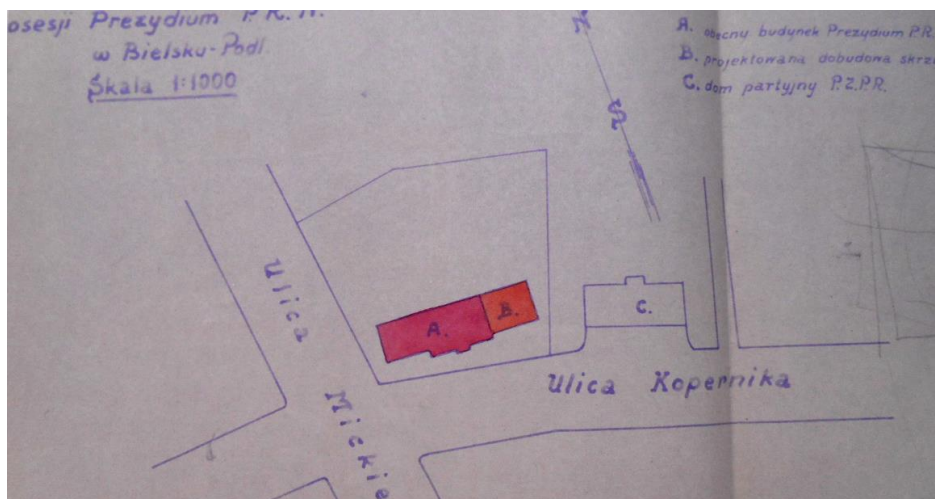 osesji Prezydium P.R.N.
w Bielsku-Podl.
Skala 1:1000
A. obecny budynek Prezydium P.R.
B. projektowana dobudowa skrz
C. dom partyjny P.Z.P.R.
Ulica
Mickie
A.
B.
C.
Ulica Kopernika